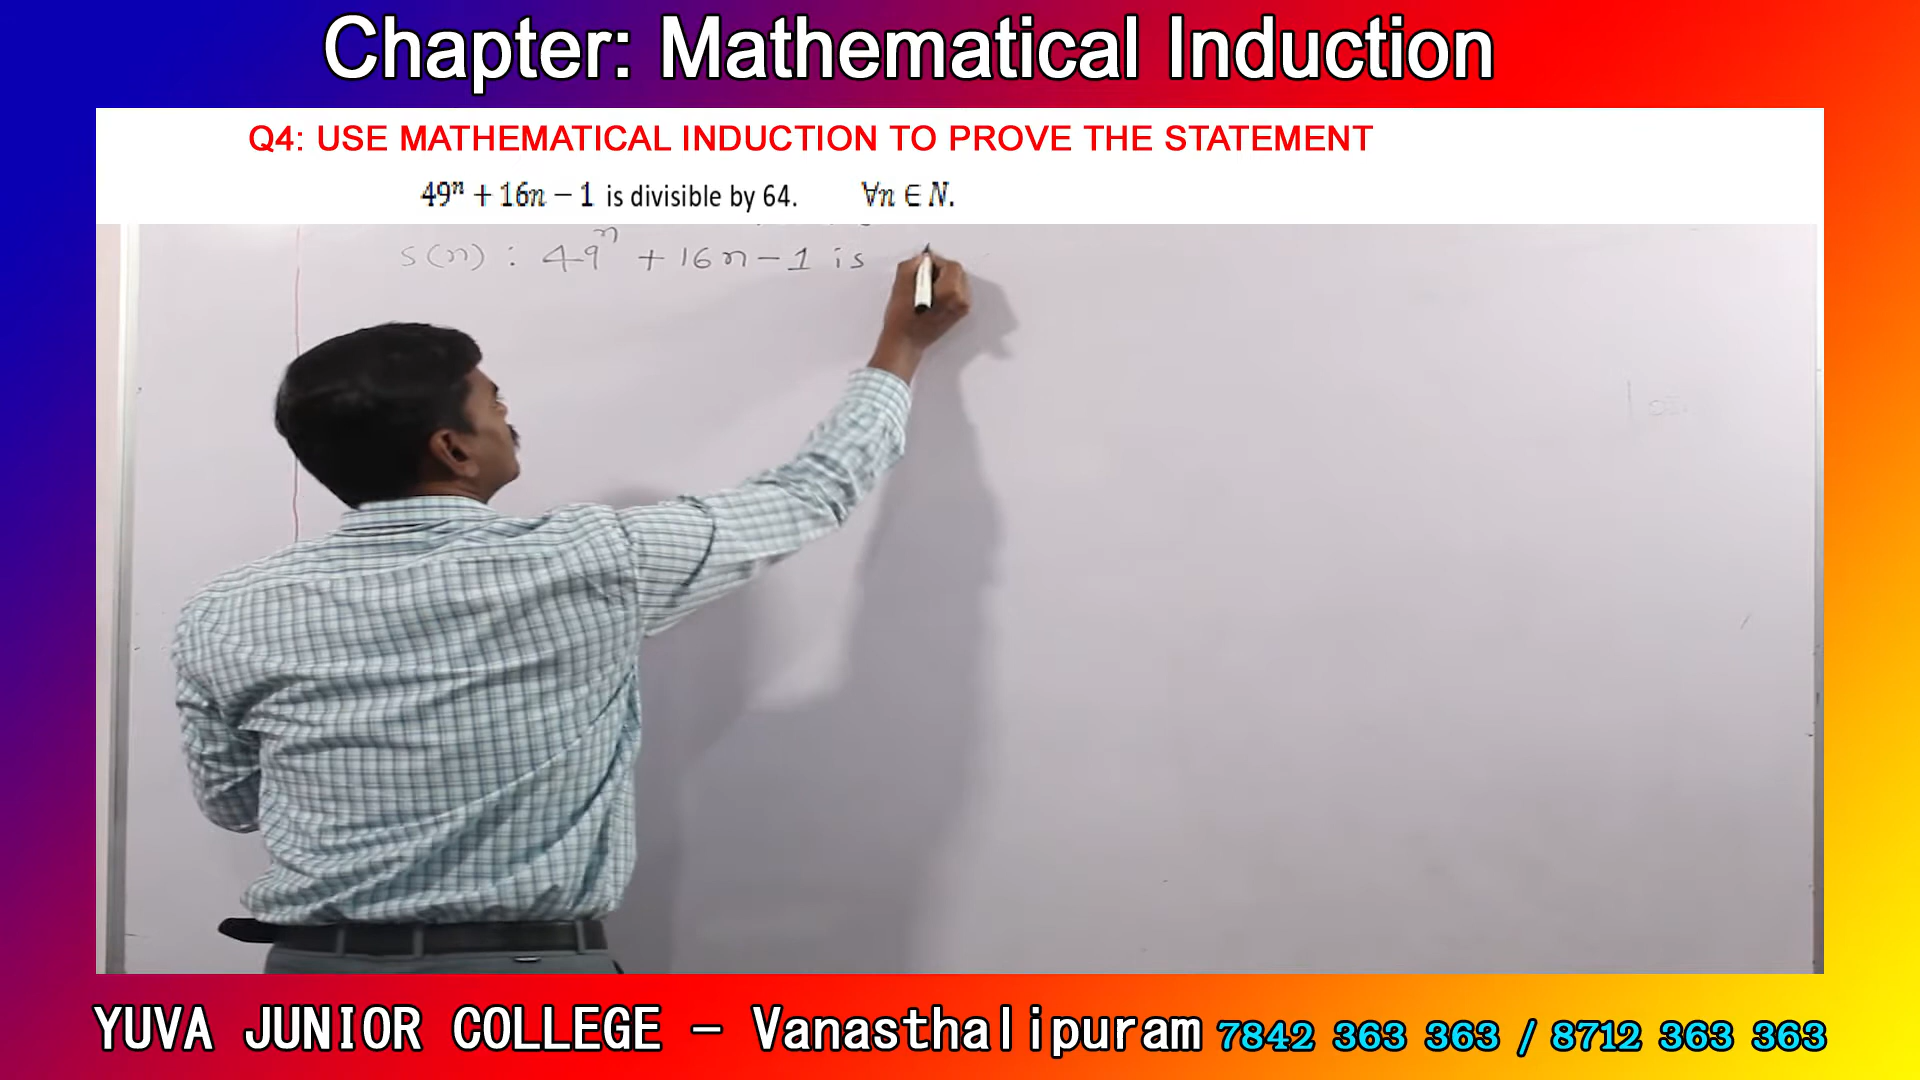 Chapter: Mathematical Induction
Q4: USE MATHEMATICAL INDUCTION TO PROVE THE STATEMENT
49ⁿ + 16n − 1 is divisible by 64. ∀n ∈ N.
S(n) : 49ⁿ + 16n − 1 is
YUVA JUNIOR COLLEGE – Vanasthalipuram 7842 363 363 / 8712 363 363